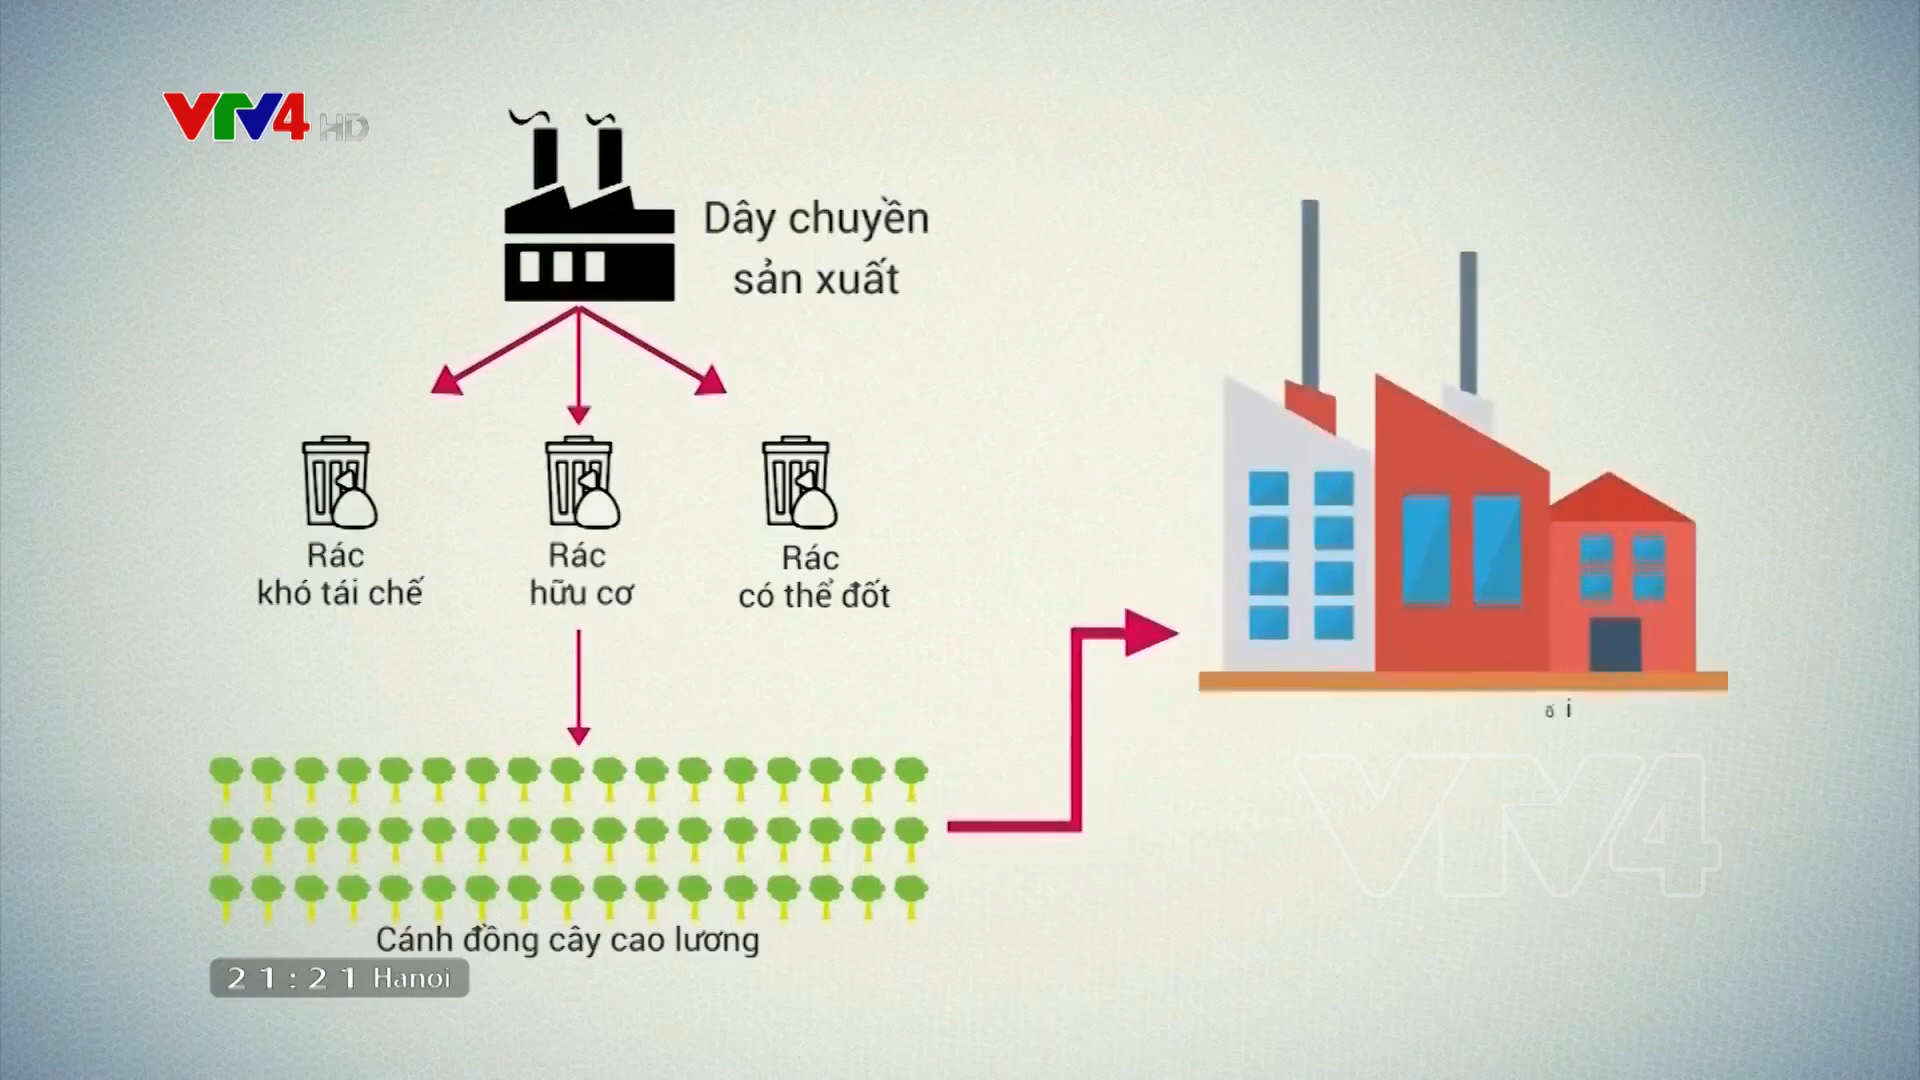 VTV4 HD
Dây chuyền
sản xuất
Rác
khó tái chế
Rác
hữu cơ
Rác
có thể đốt
ố i
VTV4
Cánh đồng cây cao lương
21:21 Hanoi